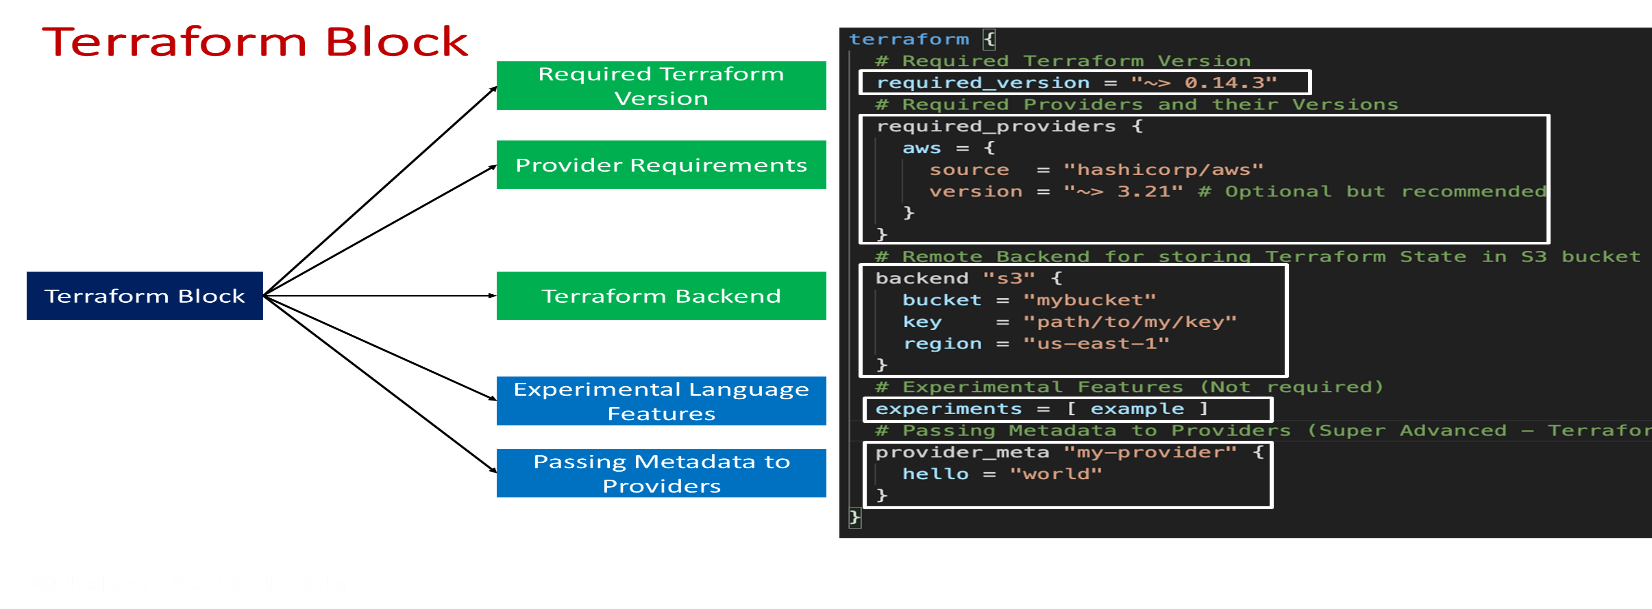 Terraform Block
Required Terraform
Version
Provider Requirements
Terraform Block
Terraform Backend
Experimental Language
Features
Passing Metadata to
Providers
terraform {
# Required Terraform Version
required_version = "~> 0.14.3"
# Required Providers and their Versions
required_providers {
aws = {
source  = "hashicorp/aws"
version = "~> 3.21" # Optional but recommended
}
}
# Remote Backend for storing Terraform State in S3 bucket
backend "s3" {
bucket = "mybucket"
key    = "path/to/my/key"
region = "us-east-1"
}
# Experimental Features (Not required)
experiments = [ example ]
# Passing Metadata to Providers (Super Advanced – Terrafor
provider_meta "my-provider" {
hello = "world"
}
}